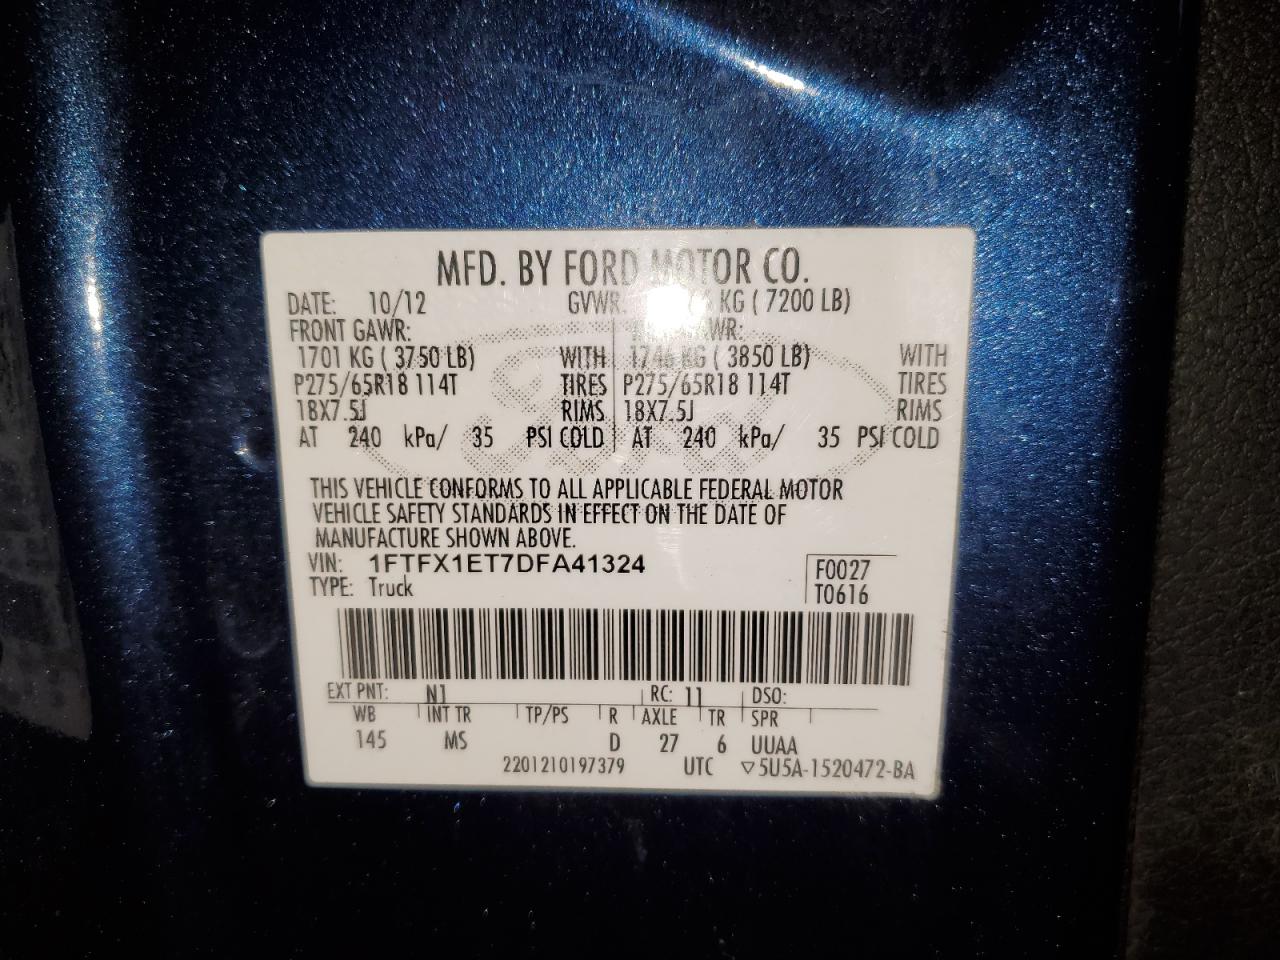 MFD. BY FORD MOTOR CO.
DATE: 10/12 GVWR: KG ( 7200 LB)
FRONT GAWR: GAWR:
1701 KG ( 3750 LB) WITH 1746 KG ( 3850 LB) WITH
P275/65R18 114T TIRES P275/65R18 114T TIRES
18X7.5J RIMS 18X7.5J RIMS
AT 240 kPa/ 35 PSI COLD AT 240 kPa/ 35 PSI COLD
THIS VEHICLE CONFORMS TO ALL APPLICABLE FEDERAL MOTOR
VEHICLE SAFETY STANDARDS IN EFFECT ON THE DATE OF
MANUFACTURE SHOWN ABOVE.
VIN: 1FTFX1ET7DFA41324 F0027
TYPE: Truck T0616
EXT PNT: N1 RC: 11 DSO:
WB INT TR TP/PS R AXLE TR SPR
145 MS D 27 6 UUAA
2201210197379 UTC ▽5U5A-1520472-BA